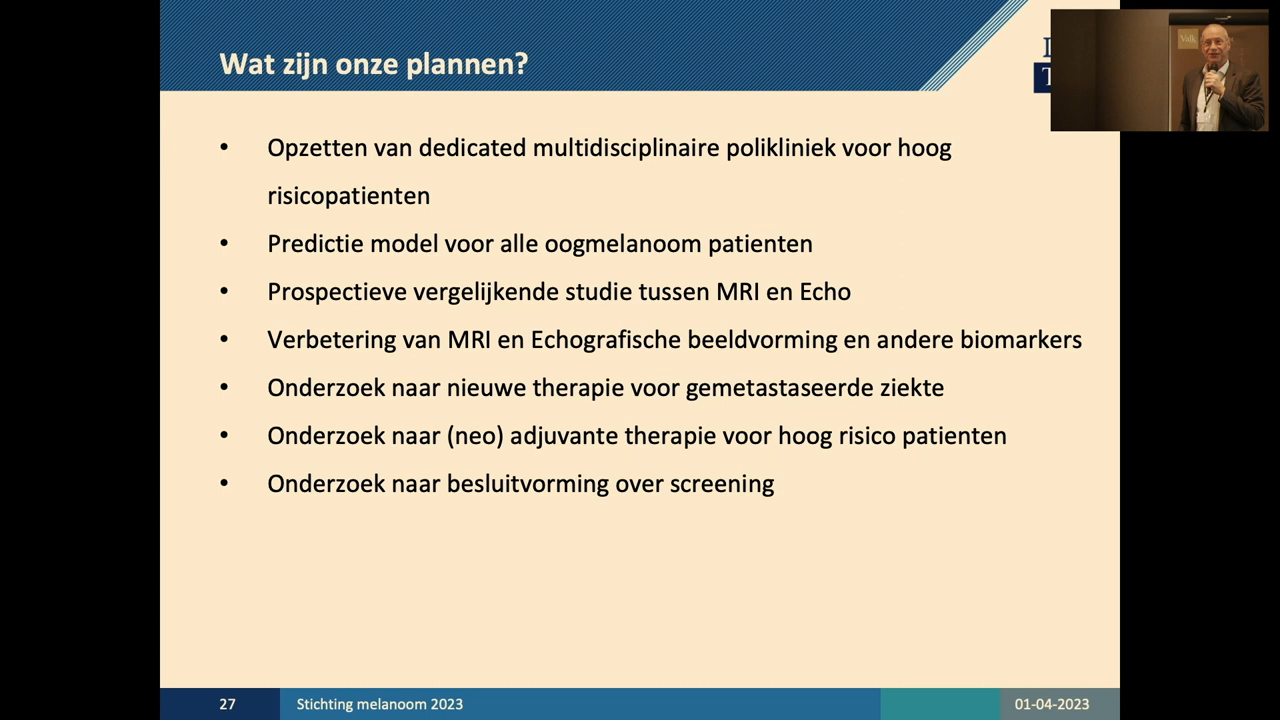 Wat zijn onze plannen?
Valk
• Opzetten van dedicated multidisciplinaire polikliniek voor hoog
risicopatienten
• Predictie model voor alle oogmelanoom patienten
• Prospectieve vergelijkende studie tussen MRI en Echo
• Verbetering van MRI en Echografische beeldvorming en andere biomarkers
• Onderzoek naar nieuwe therapie voor gemetastaseerde ziekte
• Onderzoek naar (neo) adjuvante therapie voor hoog risico patienten
• Onderzoek naar besluitvorming over screening
27
Stichting melanoom 2023
01-04-2023